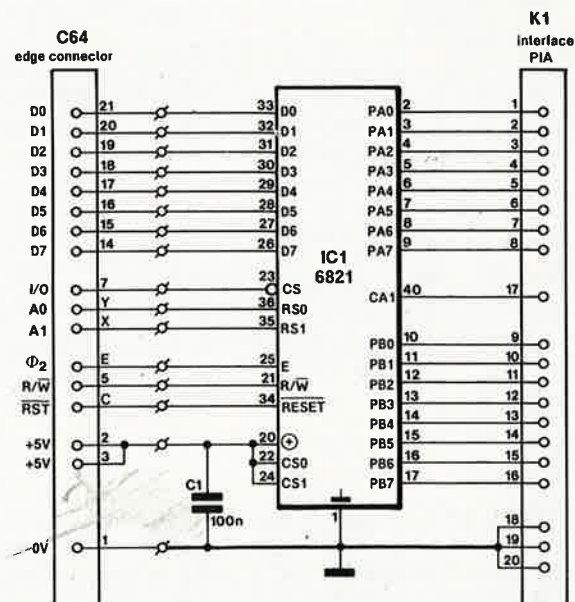 K1
C64
edge connector
interface
PIA
D0 21 33 D0 PA0 2 1
D1 20 32 D1 PA1 3 2
D2 19 31 D2 PA2 4 3
D3 18 30 D3 PA3 5 4
D4 17 29 D4 PA4 6 5
D5 16 28 D5 PA5 7 6
D6 15 27 D6 PA6 8 7
D7 14 26 D7 PA7 9 8
IC1
6821
I/O 7 23 CS CA1 40 17
A0 Y 36 RS0
A1 X 35 RS1
PB0 10 9
Φ2 E 25 E PB1 11 10
R/W̅ 5 21 R/W̅ PB2 12 11
R̅S̅T̅ C 34 R̅E̅S̅E̅T̅ PB3 13 12
PB4 14 13
+5V 2 20 + PB5 15 14
+5V 3 22 CS0 PB6 16 15
24 CS1 PB7 17 16
C1
100n
1
18
0V 1 19
20